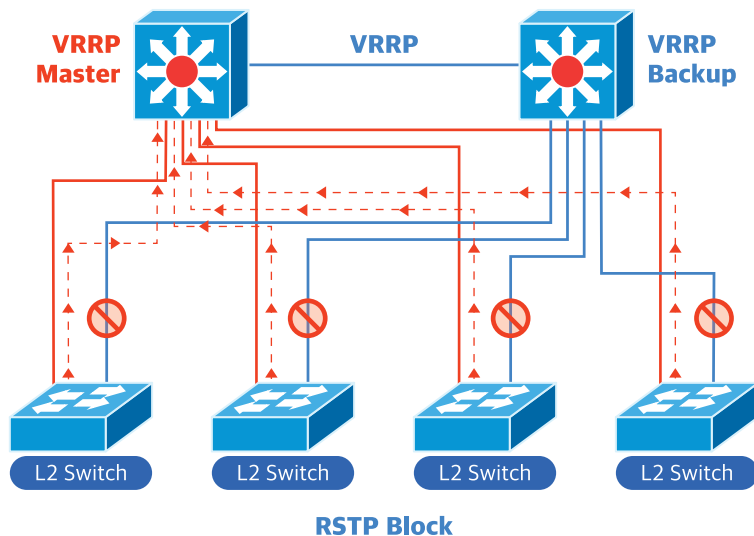 VRRP
Master
VRRP
VRRP
Backup
L2 Switch
L2 Switch
L2 Switch
L2 Switch
RSTP Block